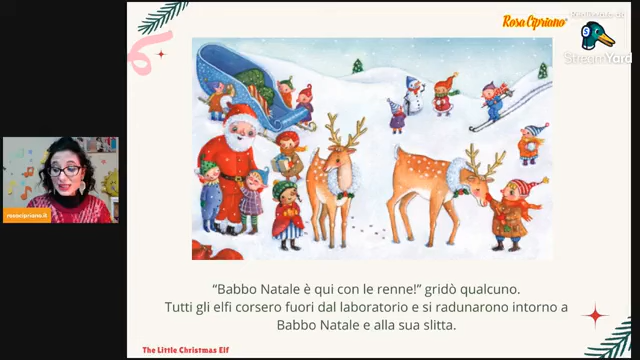 Rosa Cipriano
StreamYard
rosacipriano.it
"Babbo Natale è qui con le renne!" gridò qualcuno.
Tutti gli elfi corsero fuori dal laboratorio e si radunarono intorno a
Babbo Natale e alla sua slitta.
The Little Christmas Elf